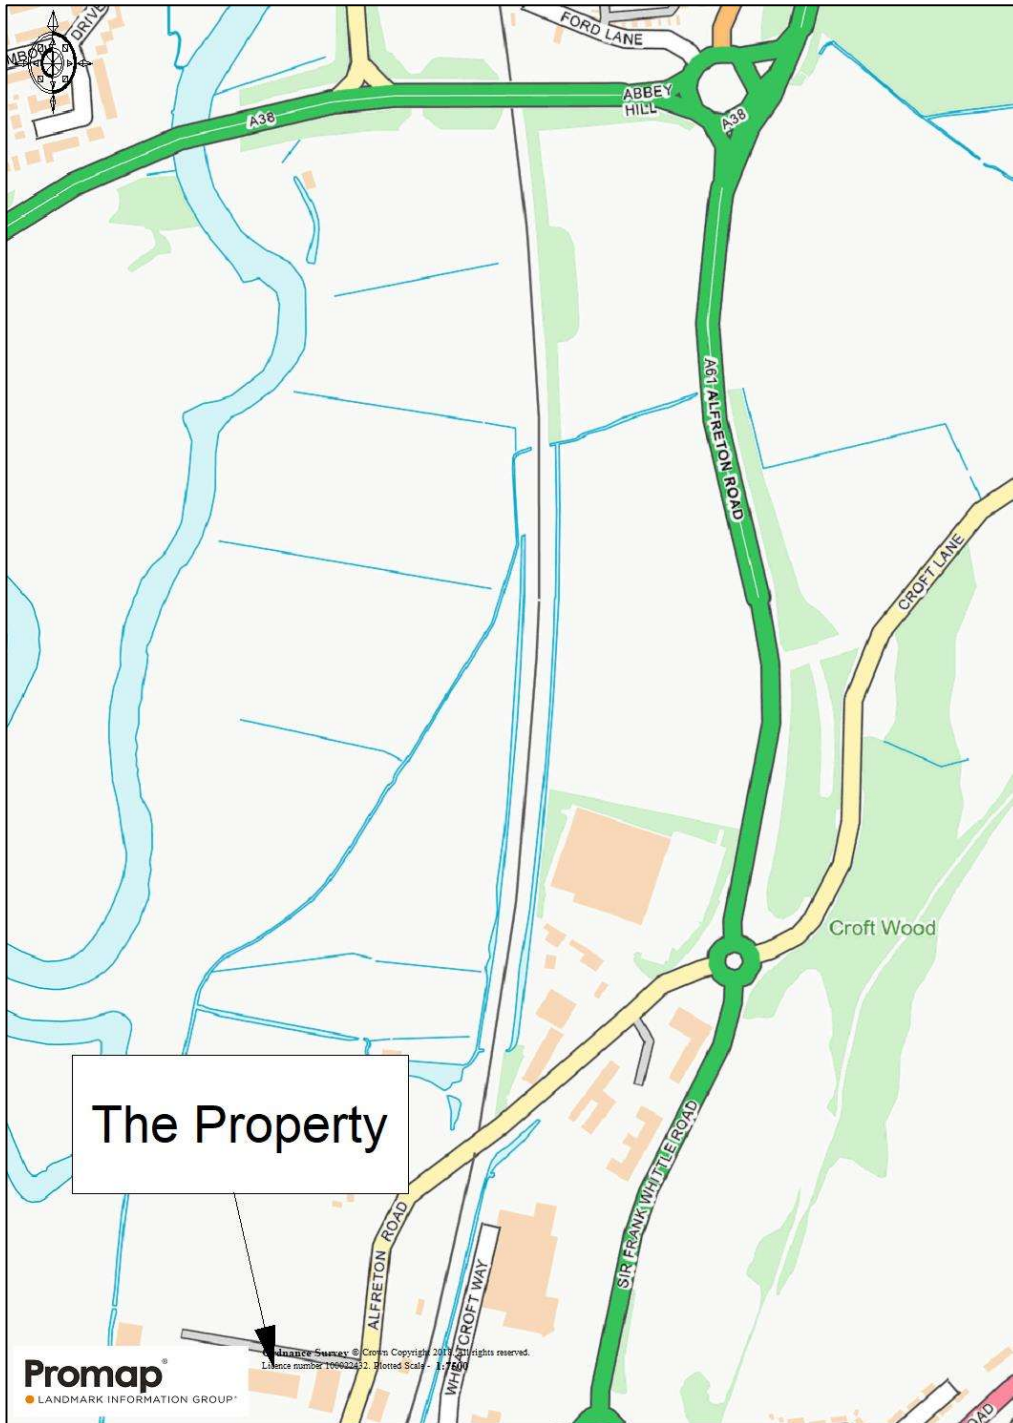 DRIVE
FORD LANE
ABBEY
HILL
A38
A38
A61 ALFRETON ROAD
CROFT LANE
Croft Wood
The Property
ALFRETON ROAD
SIR FRANK WHITTLE ROAD
WHEATCROFT WAY
Ordnance Survey © Crown Copyright 2018. All rights reserved.
Licence number 100022432. Plotted Scale - 1:7500
Promap®
LANDMARK INFORMATION GROUP®
ROAD